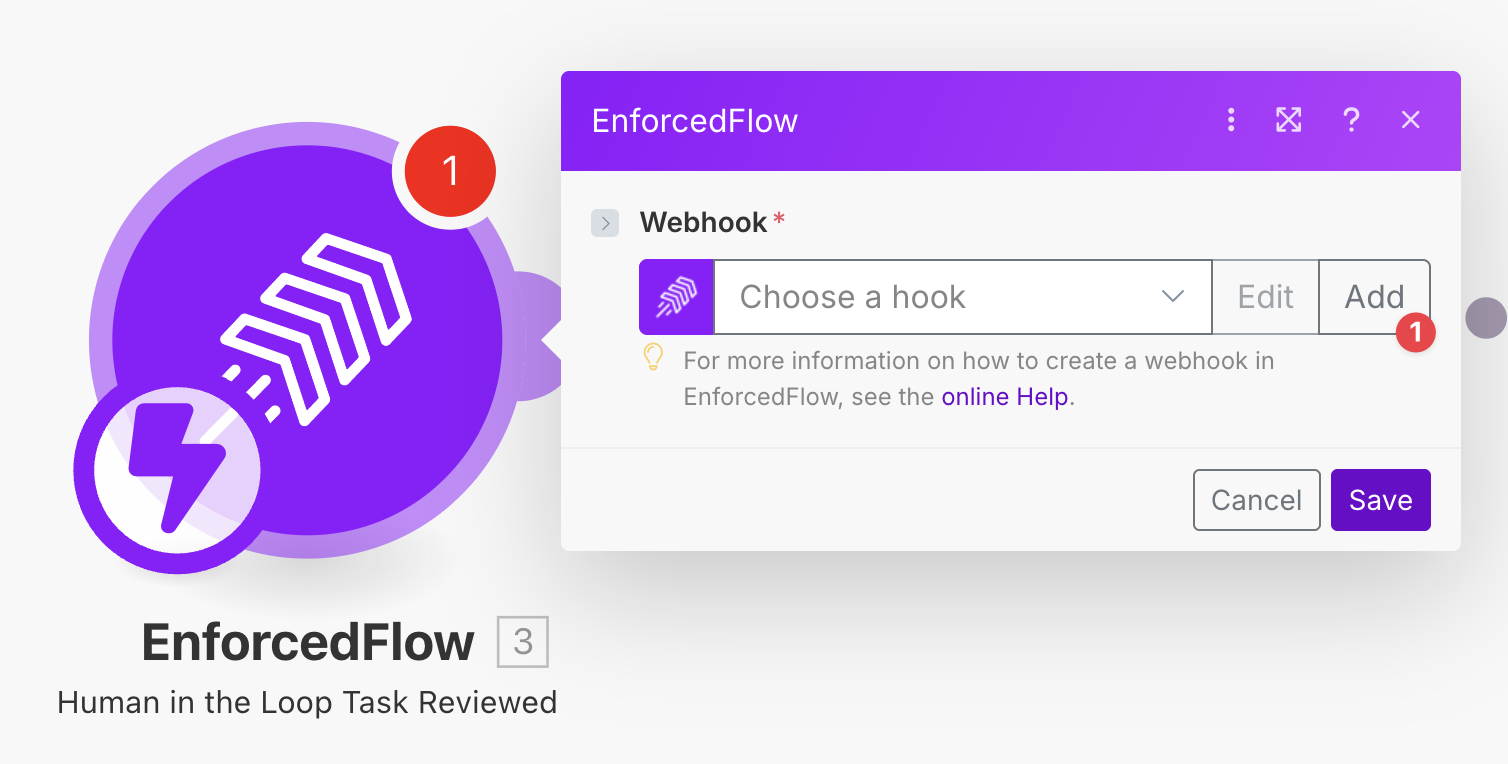 1
EnforcedFlow
?
Webhook *
Choose a hook
Edit
Add
1
For more information on how to create a webhook in
EnforcedFlow, see the online Help.
Cancel
Save
EnforcedFlow 3
Human in the Loop Task Reviewed